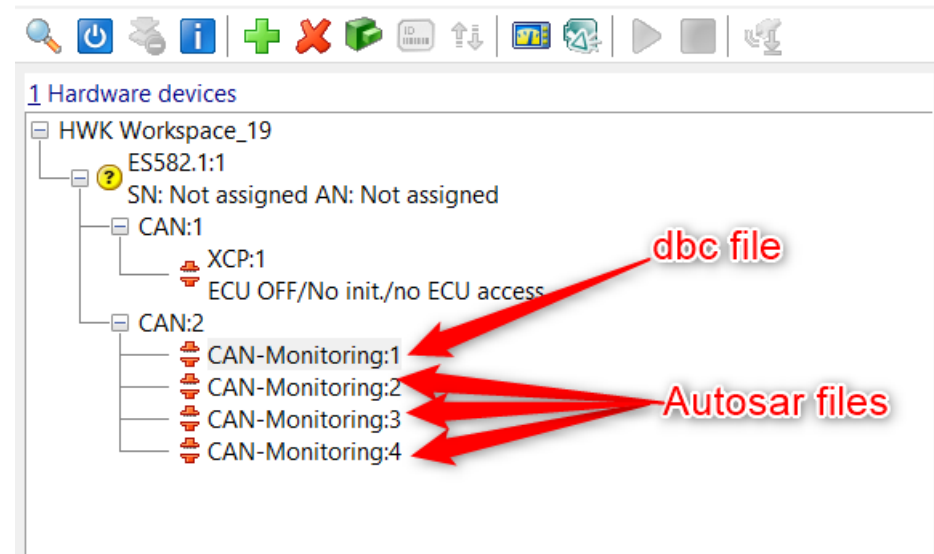 ID
1 Hardware devices
HWK Workspace_19
ES582.1:1
SN: Not assigned AN: Not assigned
CAN:1
XCP:1
ECU OFF/No init./no ECU access
CAN:2
CAN-Monitoring:1
CAN-Monitoring:2
CAN-Monitoring:3
CAN-Monitoring:4
dbc file
Autosar files